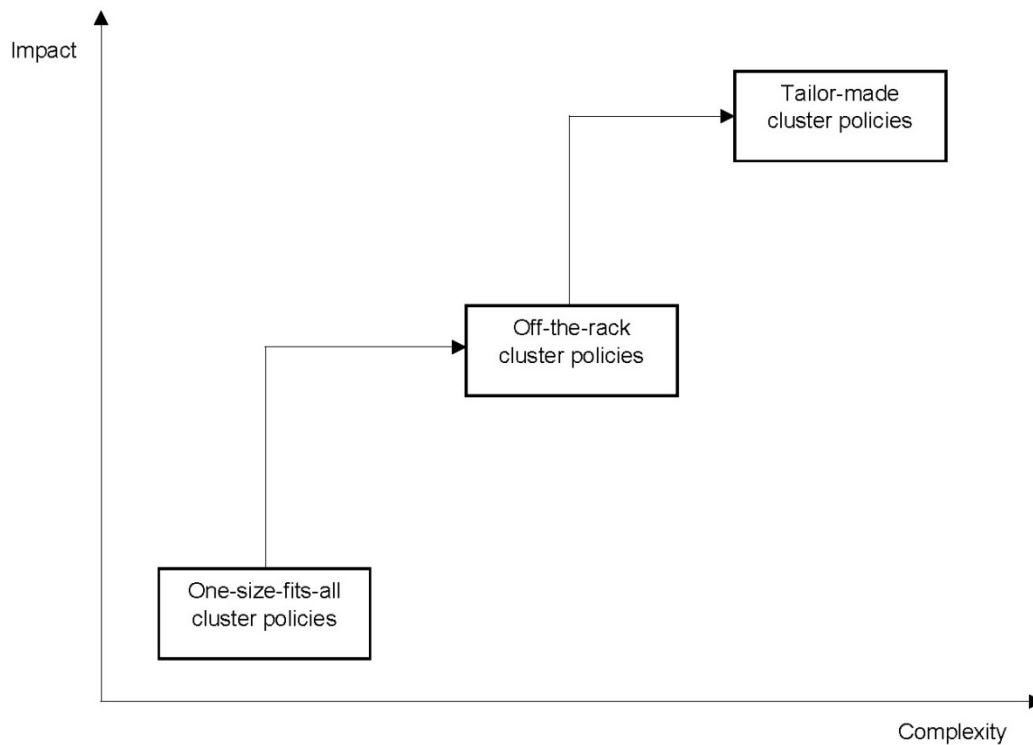 Impact
Tailor-made
cluster policies
Off-the-rack
cluster policies
One-size-fits-all
cluster policies
Complexity